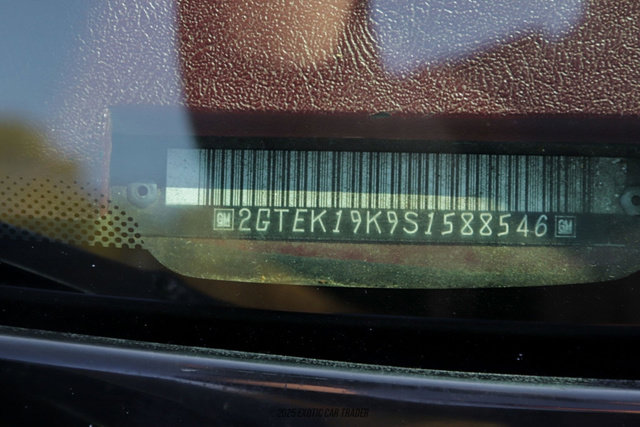 GM 2GTEK19K9S1588546 GM
©2025 EXOTIC CAR TRADER